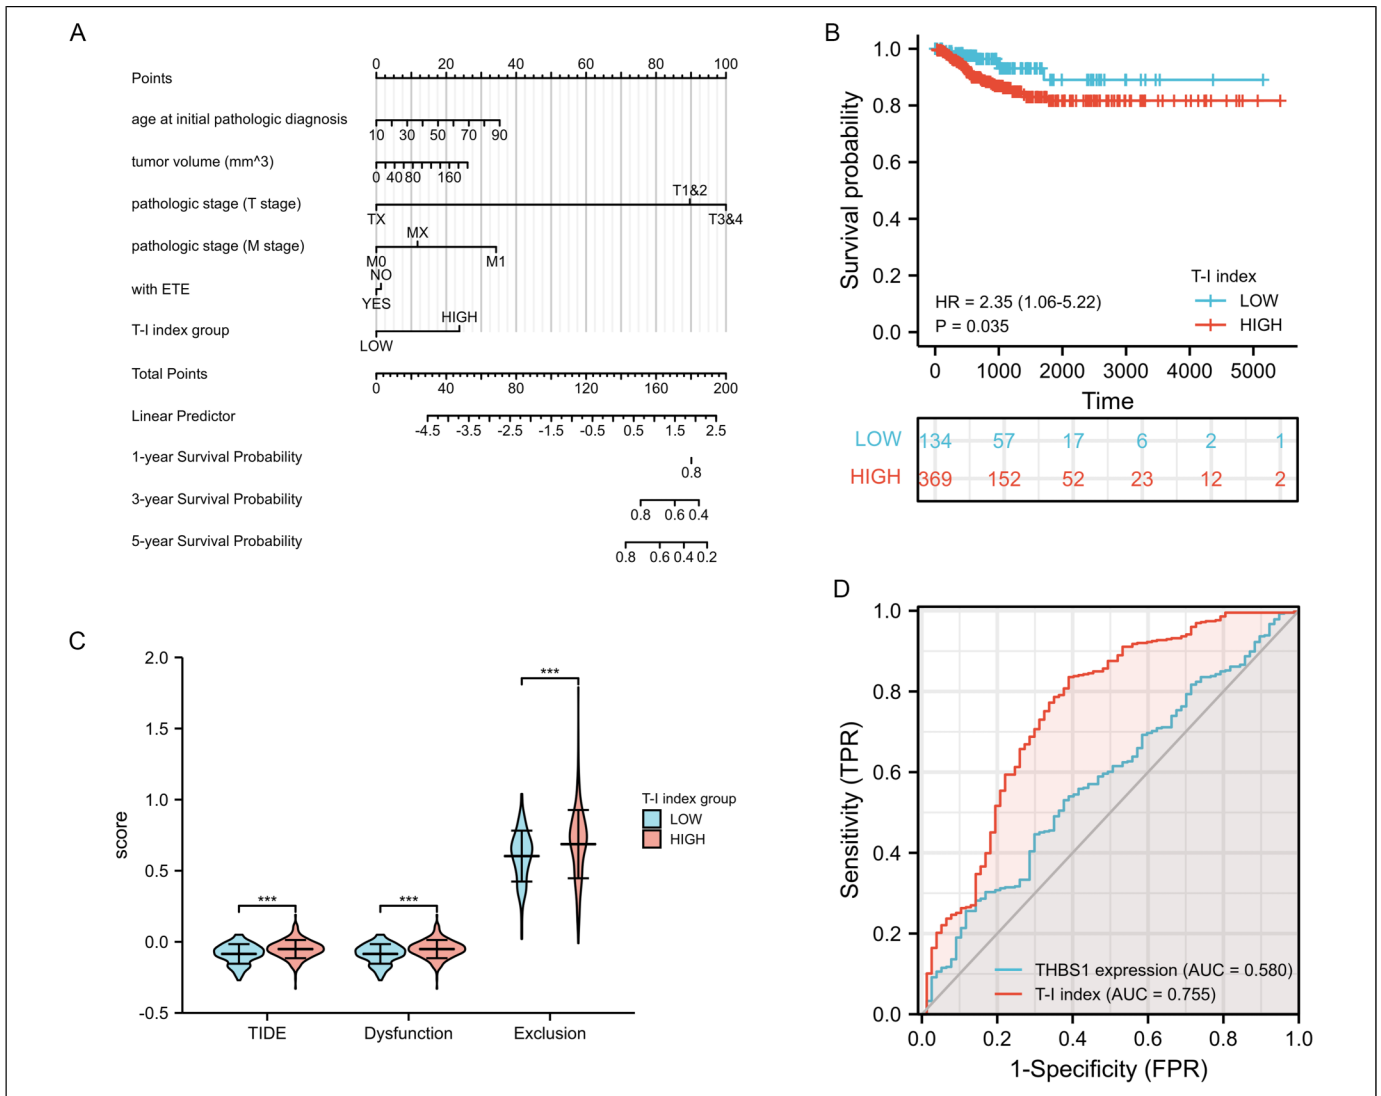 A
Points
0 20 40 60 80 100
age at initial pathologic diagnosis
10 30 50 70 90
tumor volume (mm^3)
0 40 80 160
pathologic stage (T stage)
T1&2
TX T3&4
pathologic stage (M stage)
MX
M0 M1
with ETE
NO
YES
T-I index group
HIGH
LOW
Total Points
0 40 80 120 160 200
Linear Predictor
-4.5 -3.5 -2.5 -1.5 -0.5 0.5 1.5 2.5
1-year Survival Probability
0.8
3-year Survival Probability
0.8 0.6 0.4
5-year Survival Probability
0.8 0.6 0.4 0.2
B
Survival probability
1.0
0.8
0.6
0.4
0.2
0.0
HR = 2.35 (1.06-5.22)
P = 0.035
T-I index
LOW
HIGH
0 1000 2000 3000 4000 5000
Time
LOW 134 57 17 6 2 1
HIGH 369 152 52 23 12 2
C
score
2.0
1.5
1.0
0.5
0.0
-0.5
***
***
***
T-I index group
LOW
HIGH
TIDE Dysfunction Exclusion
D
Sensitivity (TPR)
1.0
0.8
0.6
0.4
0.2
0.0
THBS1 expression (AUC = 0.580)
T-I index (AUC = 0.755)
0.0 0.2 0.4 0.6 0.8 1.0
1-Specificity (FPR)